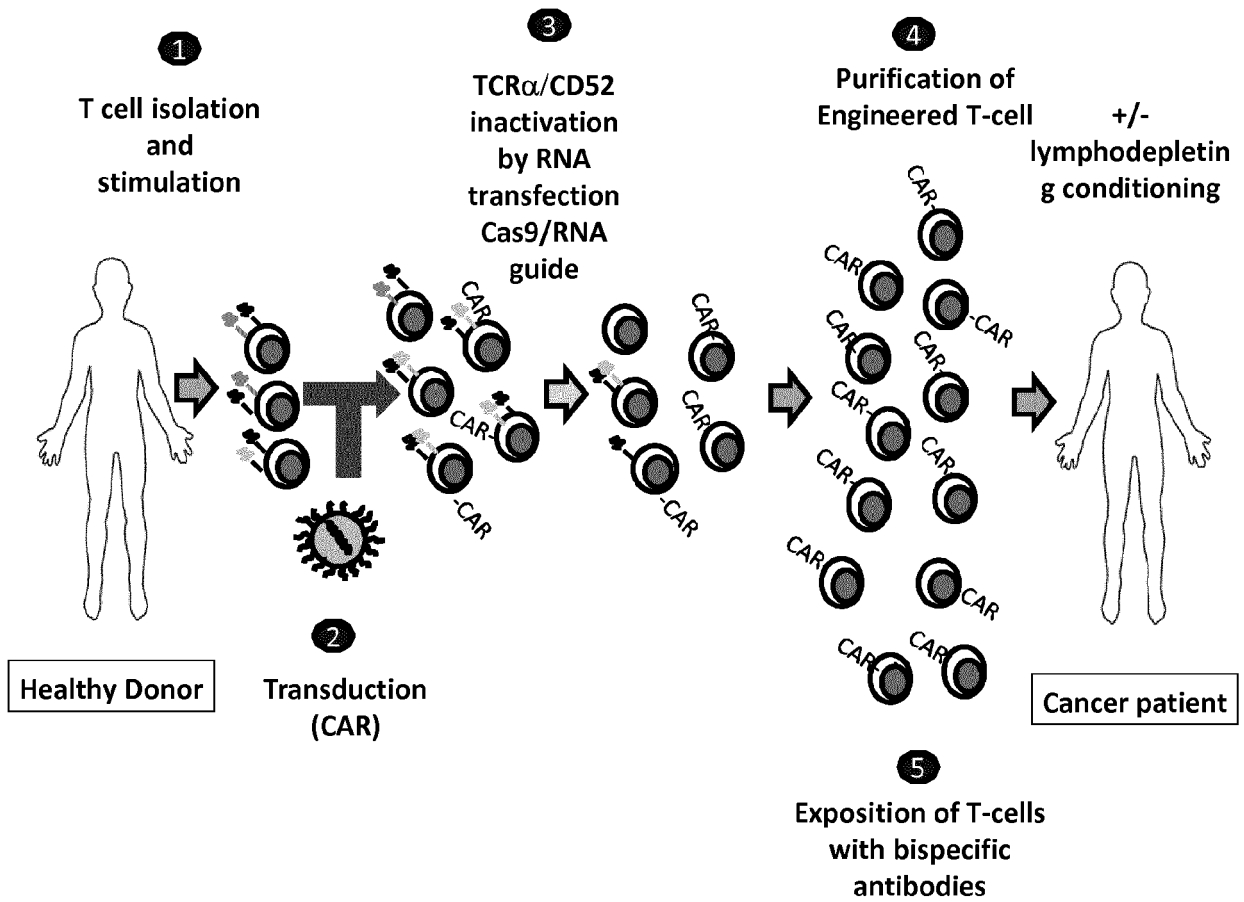 1
T cell isolation
and
stimulation
2
Transduction
(CAR)
3
TCRα/CD52
inactivation
by RNA
transfection
Cas9/RNA
guide
4
Purification of
Engineered T-cell
+/-
lymphodepletin
g conditioning
CAR
CAR-
-CAR
CAR
CAR
-CAR
CAR-
CAR
-CAR
CAR
CAR
CAR-
CAR
CAR-
CAR
CAR
CAR
CAR-
CAR
Healthy Donor
Cancer patient
5
Exposition of T-cells
with bispecific
antibodies